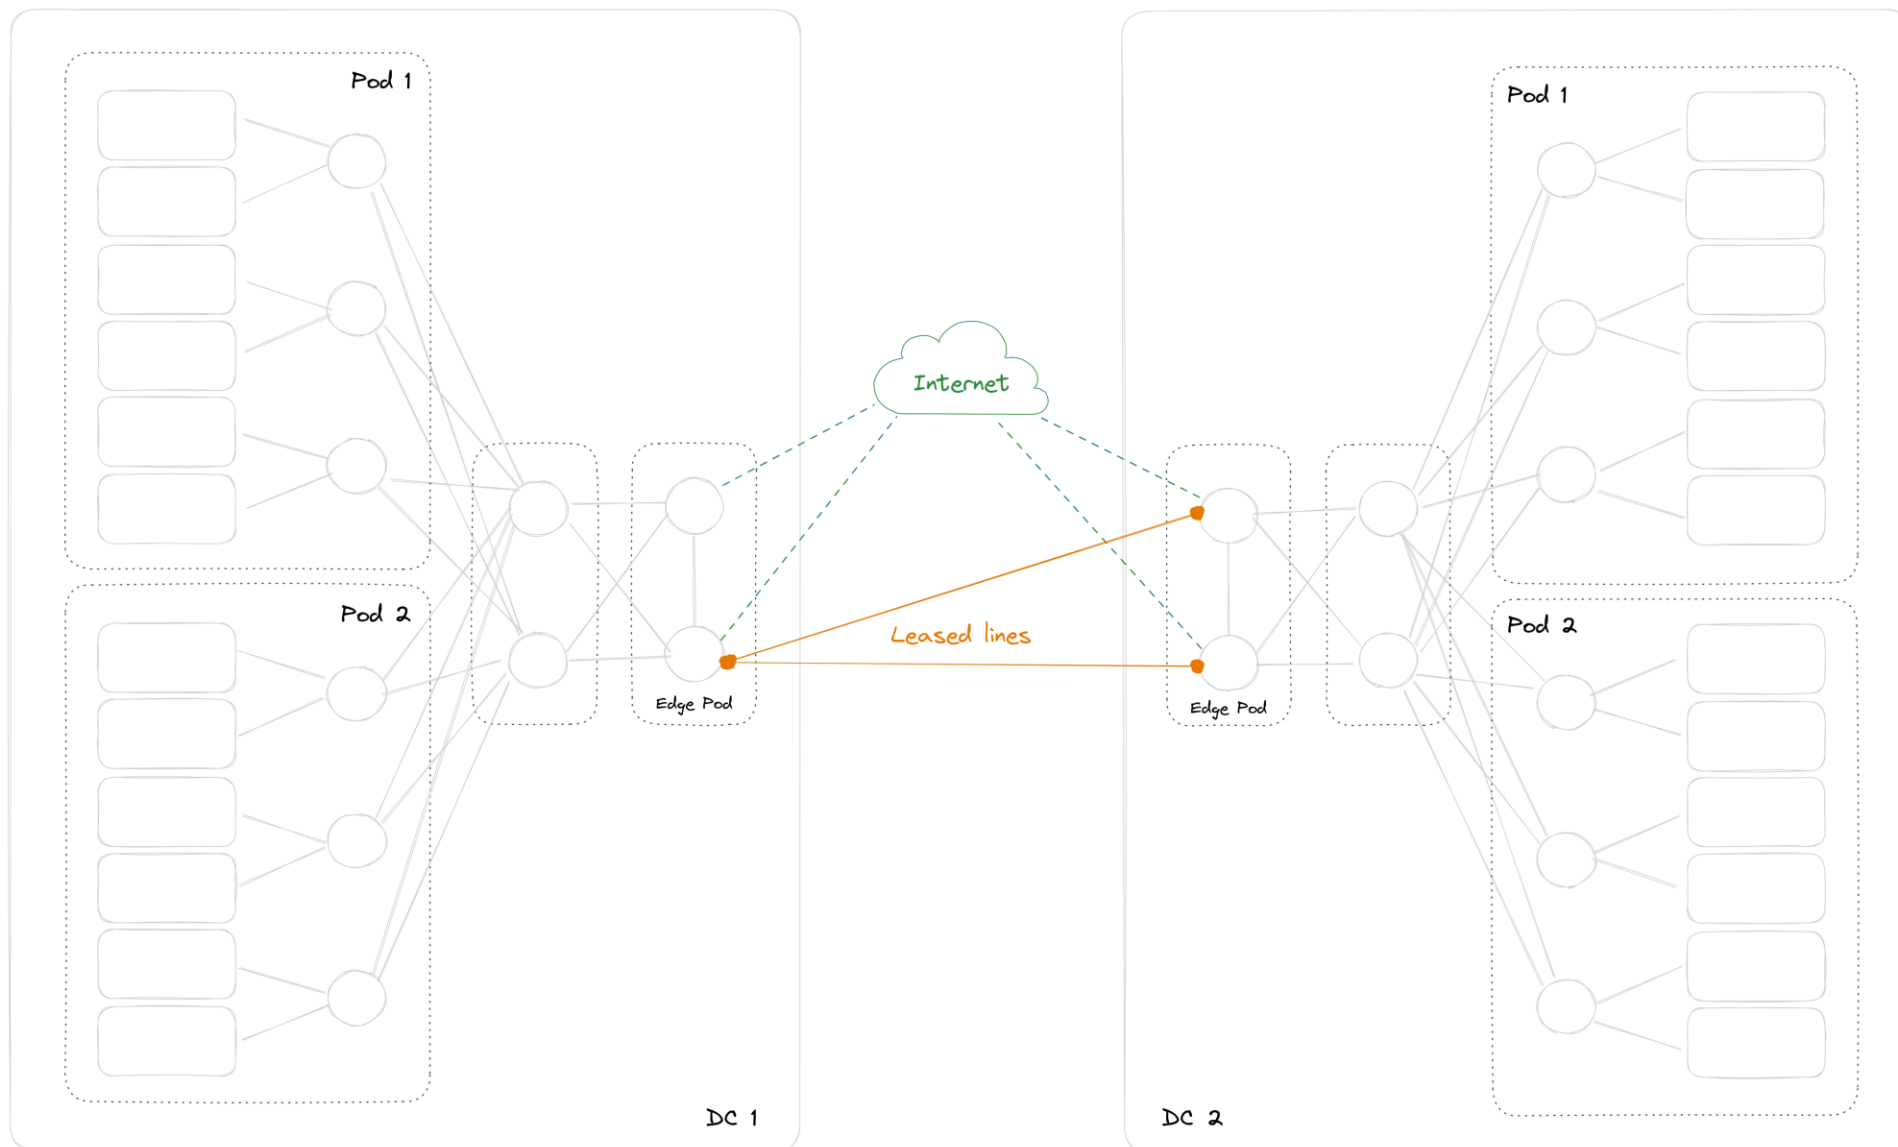 Pod 1
Pod 1
Internet
Pod 2
Pod 2
Leased lines
Edge Pod
Edge Pod
DC 1
DC 2